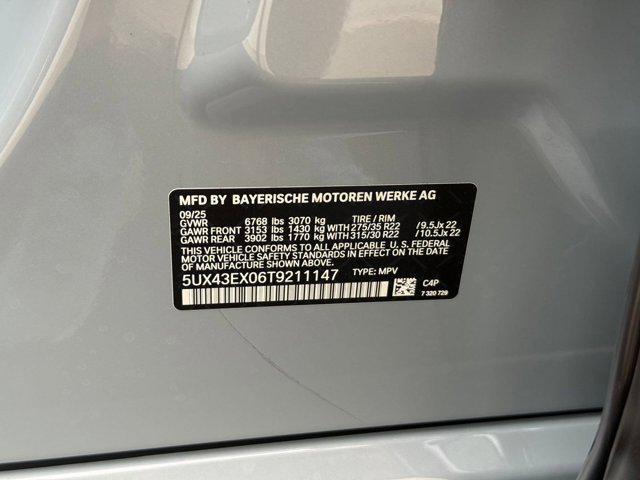 MFD BY BAYERISCHE MOTOREN WERKE AG
09/25
GVWR 6768 lbs 3070 kg TIRE / RIM
GAWR FRONT 3153 lbs 1430 kg WITH 275/35 R22 /9.5Jx 22
GAWR REAR 3902 lbs 1770 kg WITH 315/30 R22 /10.5Jx 22
THIS VEHICLE CONFORMS TO ALL APPLICABLE U. S. FEDERAL
MOTOR VEHICLE SAFETY STANDARDS IN EFFECT ON THE
DATE OF MANUFACTURE SHOWN ABOVE.
5UX43EX06T9211147 TYPE: MPV
C4P
7 320 729